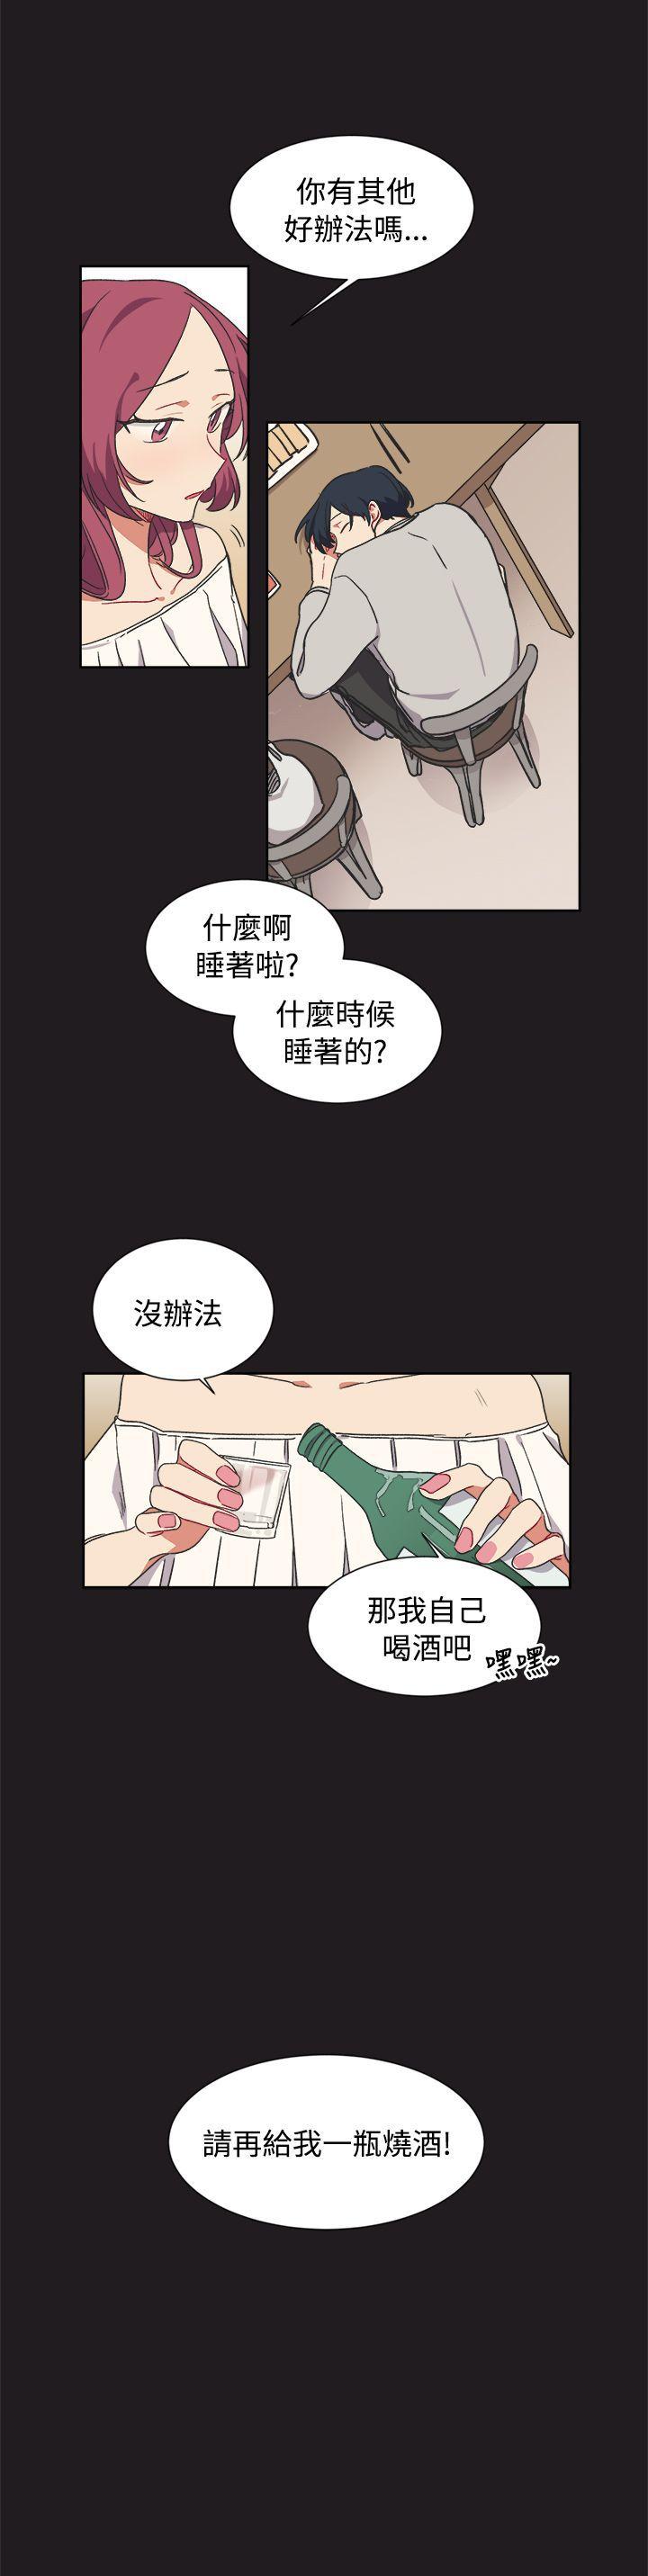 你有其他
好辦法嗎...
什麼啊
睡著啦?
什麼時候
睡著的?
沒辦法
那我自己
喝酒吧
嘿嘿~
請再給我一瓶燒酒!